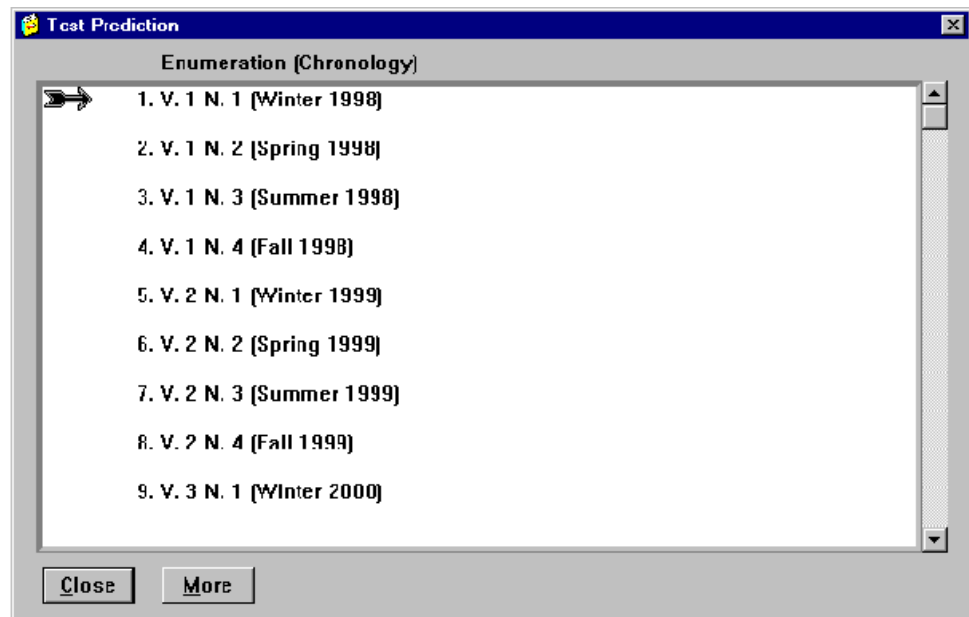 Test Prediction
Enumeration (Chronology)
1. V. 1 N. 1 (Winter 1998)
2. V. 1 N. 2 (Spring 1998)
3. V. 1 N. 3 (Summer 1998)
4. V. 1 N. 4 (Fall 1998)
5. V. 2 N. 1 (Winter 1999)
6. V. 2 N. 2 (Spring 1999)
7. V. 2 N. 3 (Summer 1999)
8. V. 2 N. 4 (Fall 1999)
9. V. 3 N. 1 (Winter 2000)
Close More